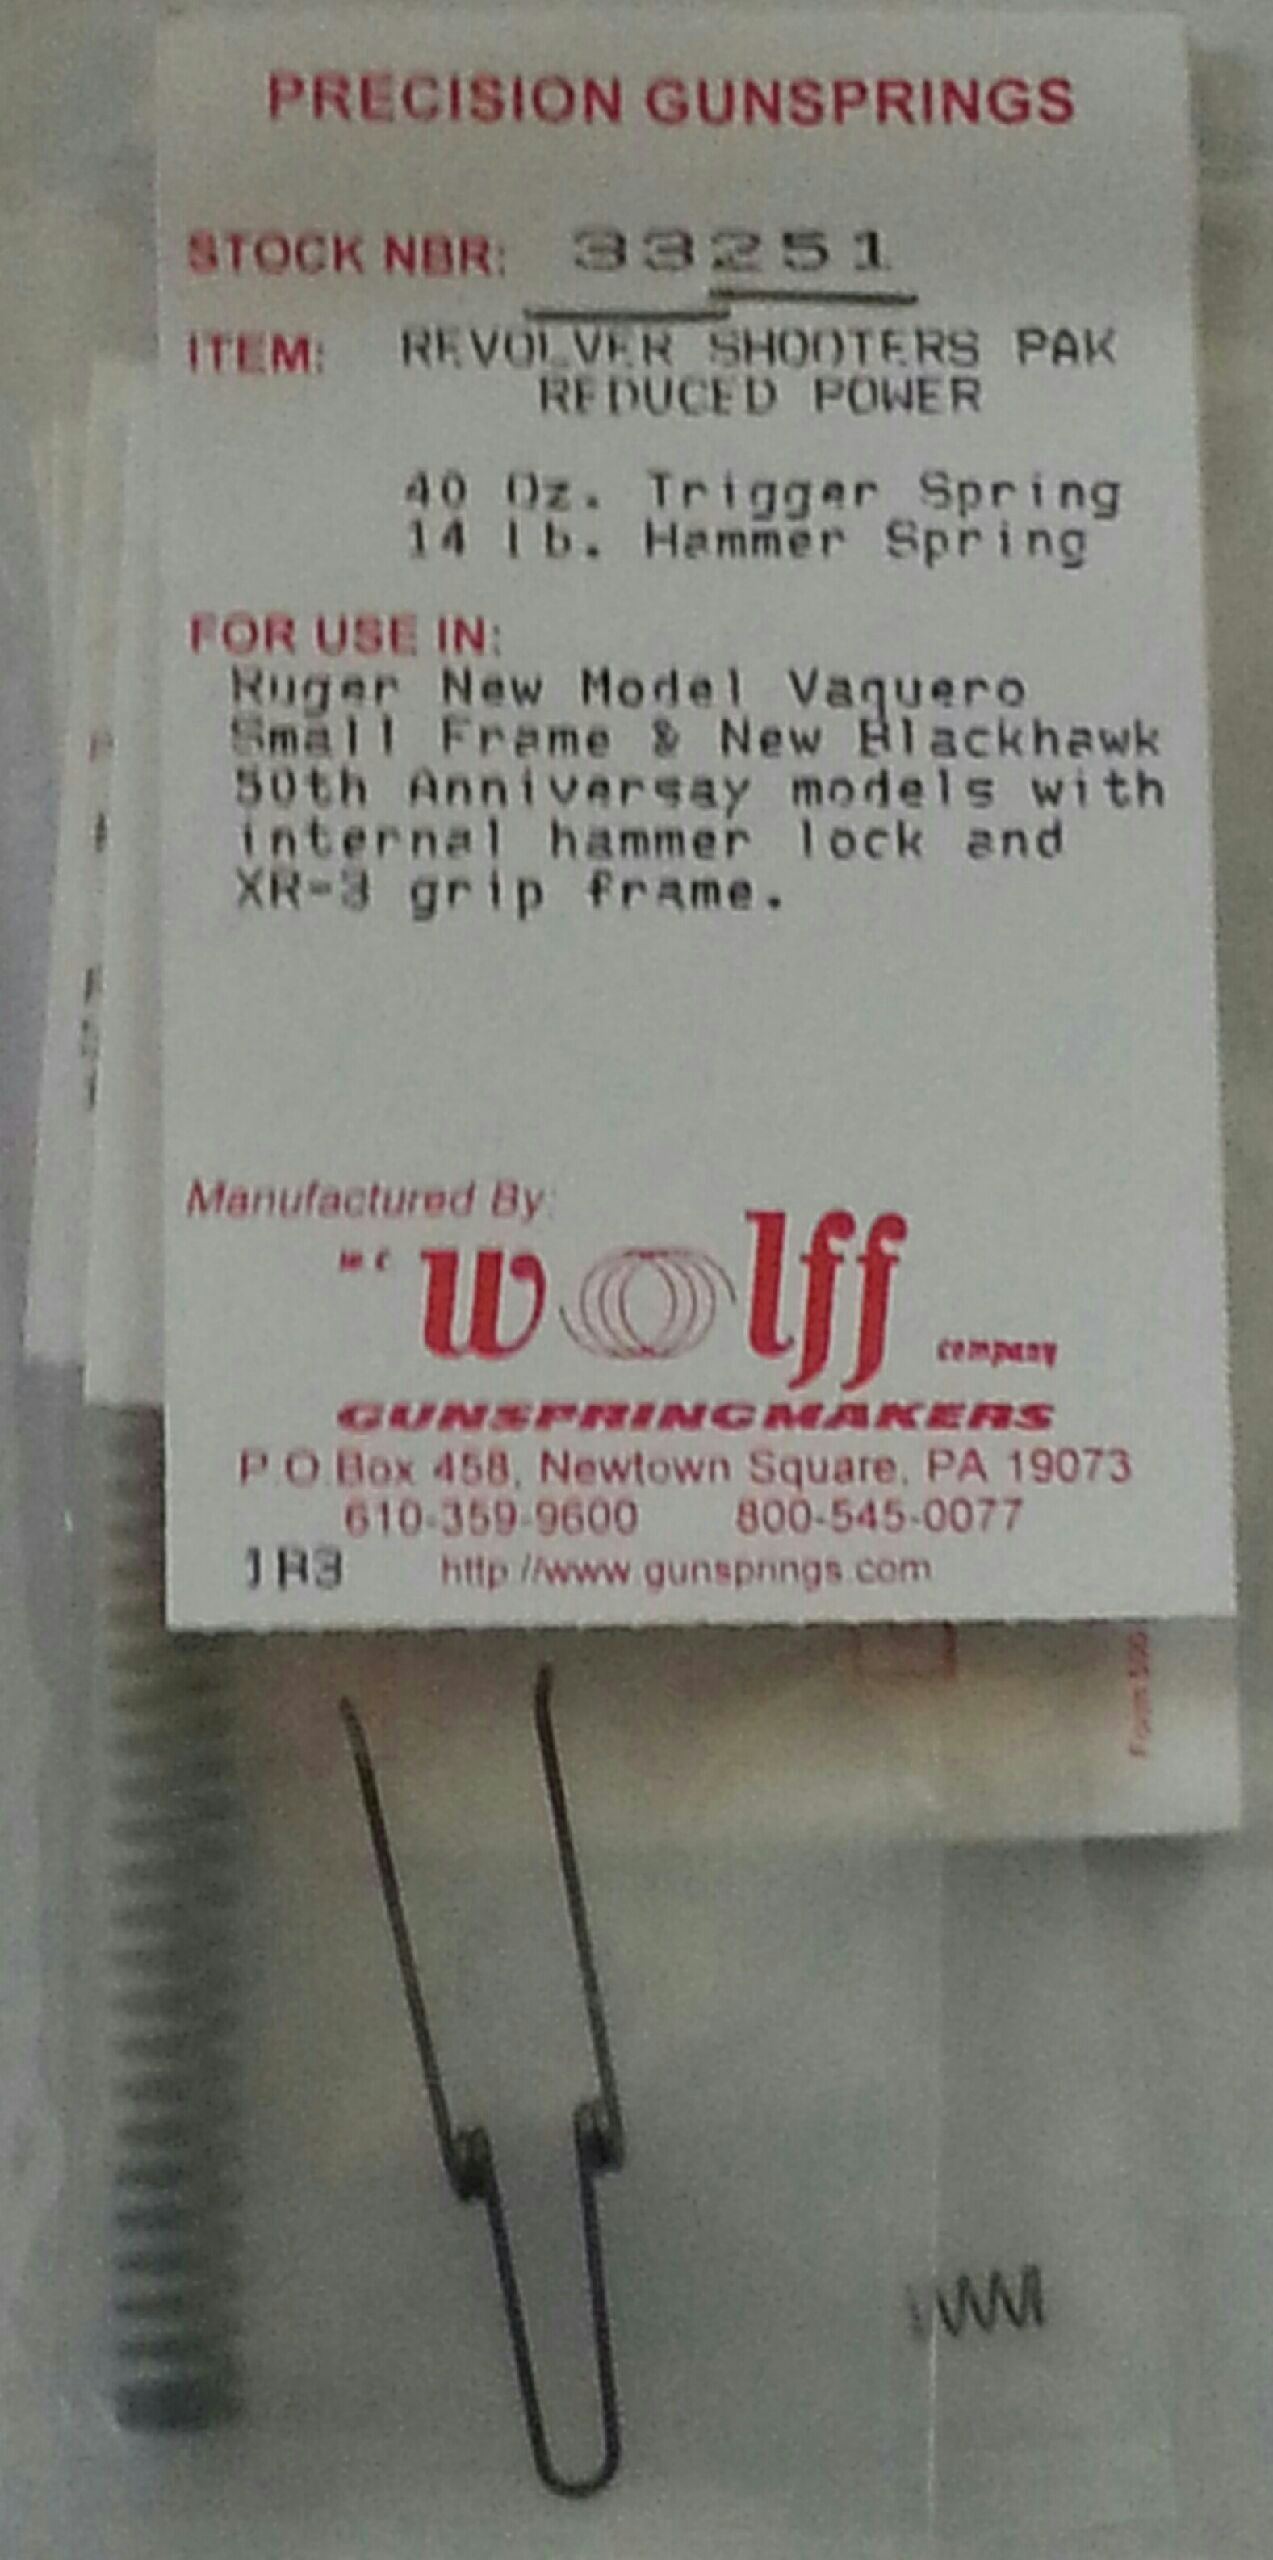 PRECISION GUNSPRINGS
STOCK NBR: 33251
ITEM: REVOLVER SHOOTERS PAK
REDUCED POWER
40 Oz. Trigger Spring
14 lb. Hammer Spring
FOR USE IN:
Ruger New Model Vaquero
Small Frame & New Blackhawk
50th Anniversay models with
internal hammer lock and
XR-3 grip frame.
Manufactured By:
W C Wolff company
GUNSPRINGMAKERS
P.O. Box 458, Newtown Square, PA 19073
610-359-9600 800-545-0077
http://www.gunsprings.com